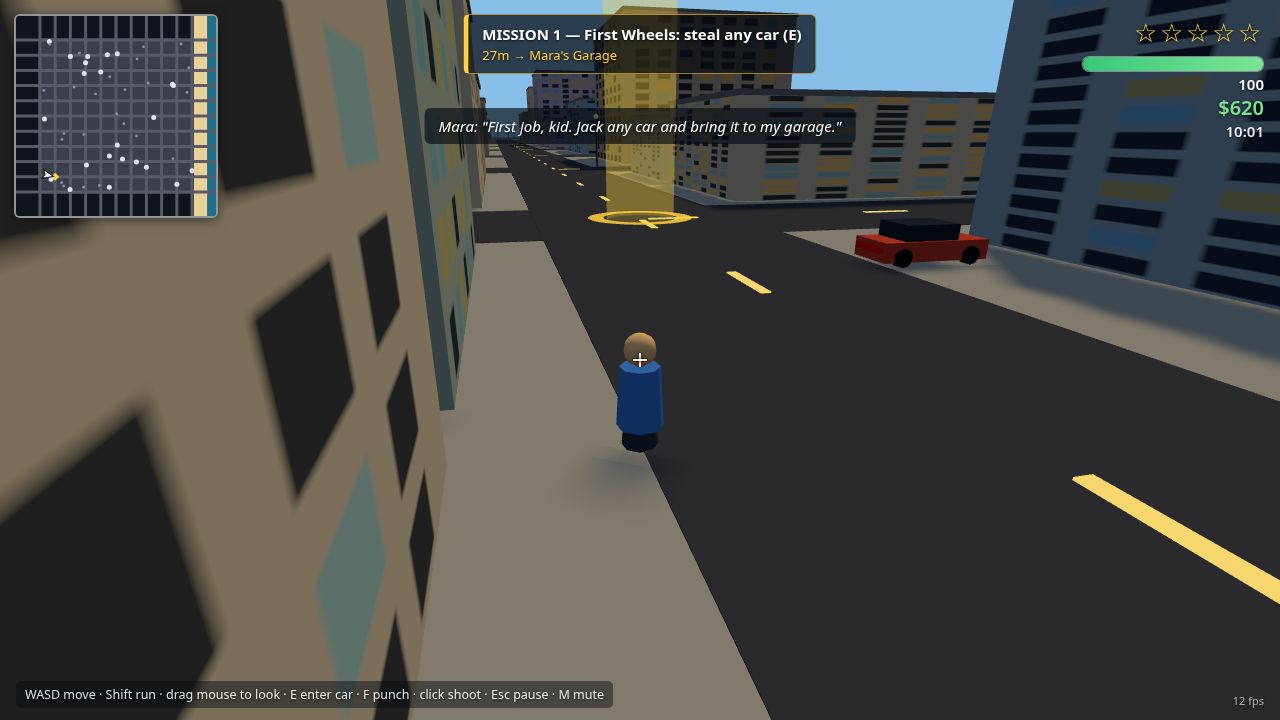 MISSION 1 — First Wheels: steal any car (E)
27m → Mara's Garage
☆☆☆☆☆
100
$620
10:01
Mara: "First job, kid. Jack any car and bring it to my garage."
WASD move · Shift run · drag mouse to look · E enter car · F punch · click shoot · Esc pause · M mute
12 fps